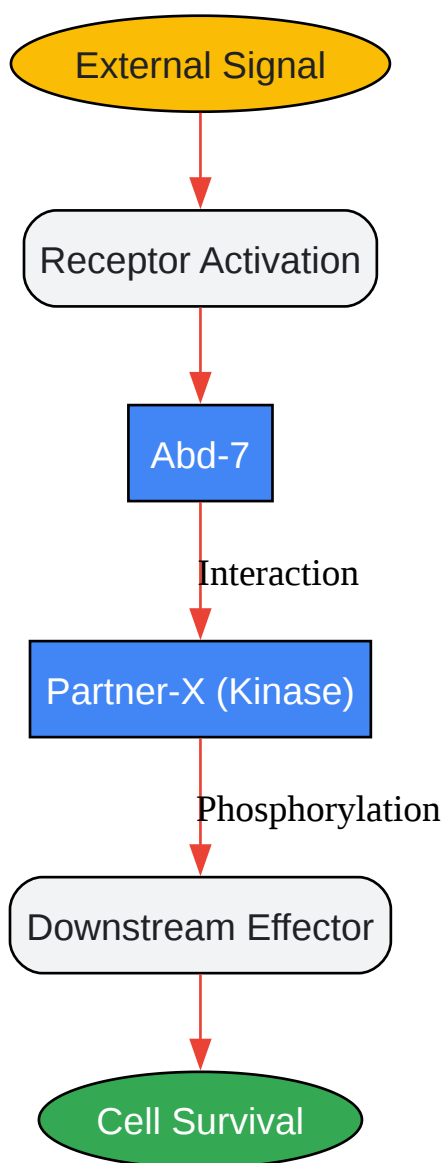 External Signal
Receptor Activation
Abd-7
Interaction
Partner-X (Kinase)
Phosphorylation
Downstream Effector
Cell Survival